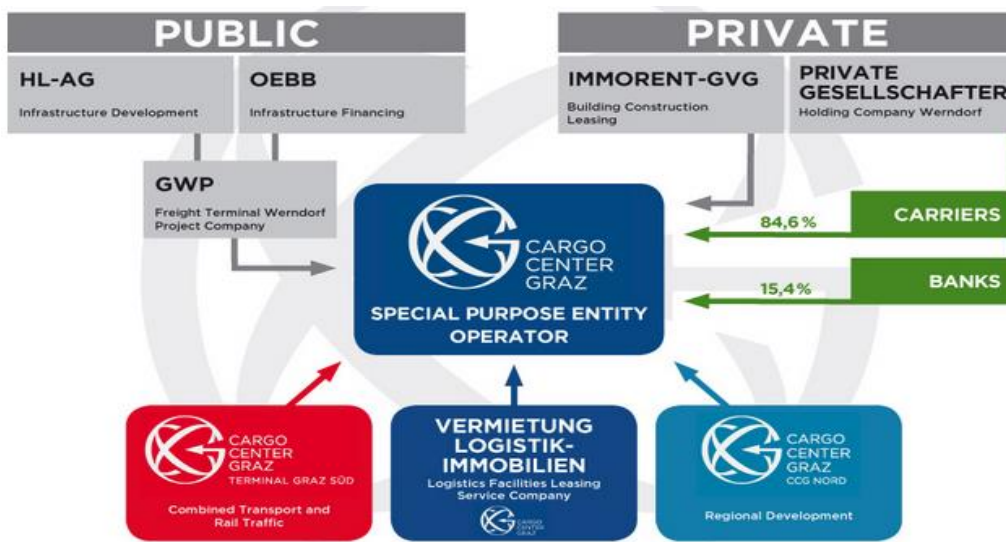 PUBLIC
HL-AG
Infrastructure Development
OEBB
Infrastructure Financing
GWP
Freight Terminal Werndorf
Project Company
PRIVATE
IMMORENT-GVG
Building Construction
Leasing
PRIVATE
GESELLSCHAFTER
Holding Company Werndorf
84,6%
CARRIERS
15,4%
BANKS
CARGO
CENTER
GRAZ
SPECIAL PURPOSE ENTITY
OPERATOR
CARGO
CENTER
GRAZ
TERMINAL GRAZ SÜD
Combined Transport and
Rail Traffic
VERMIETUNG
LOGISTIK-
IMMOBILIEN
Logistics Facilities Leasing
Service Company
CARGO
CENTER
GRAZ
CARGO
CENTER
GRAZ
CCG NORD
Regional Development